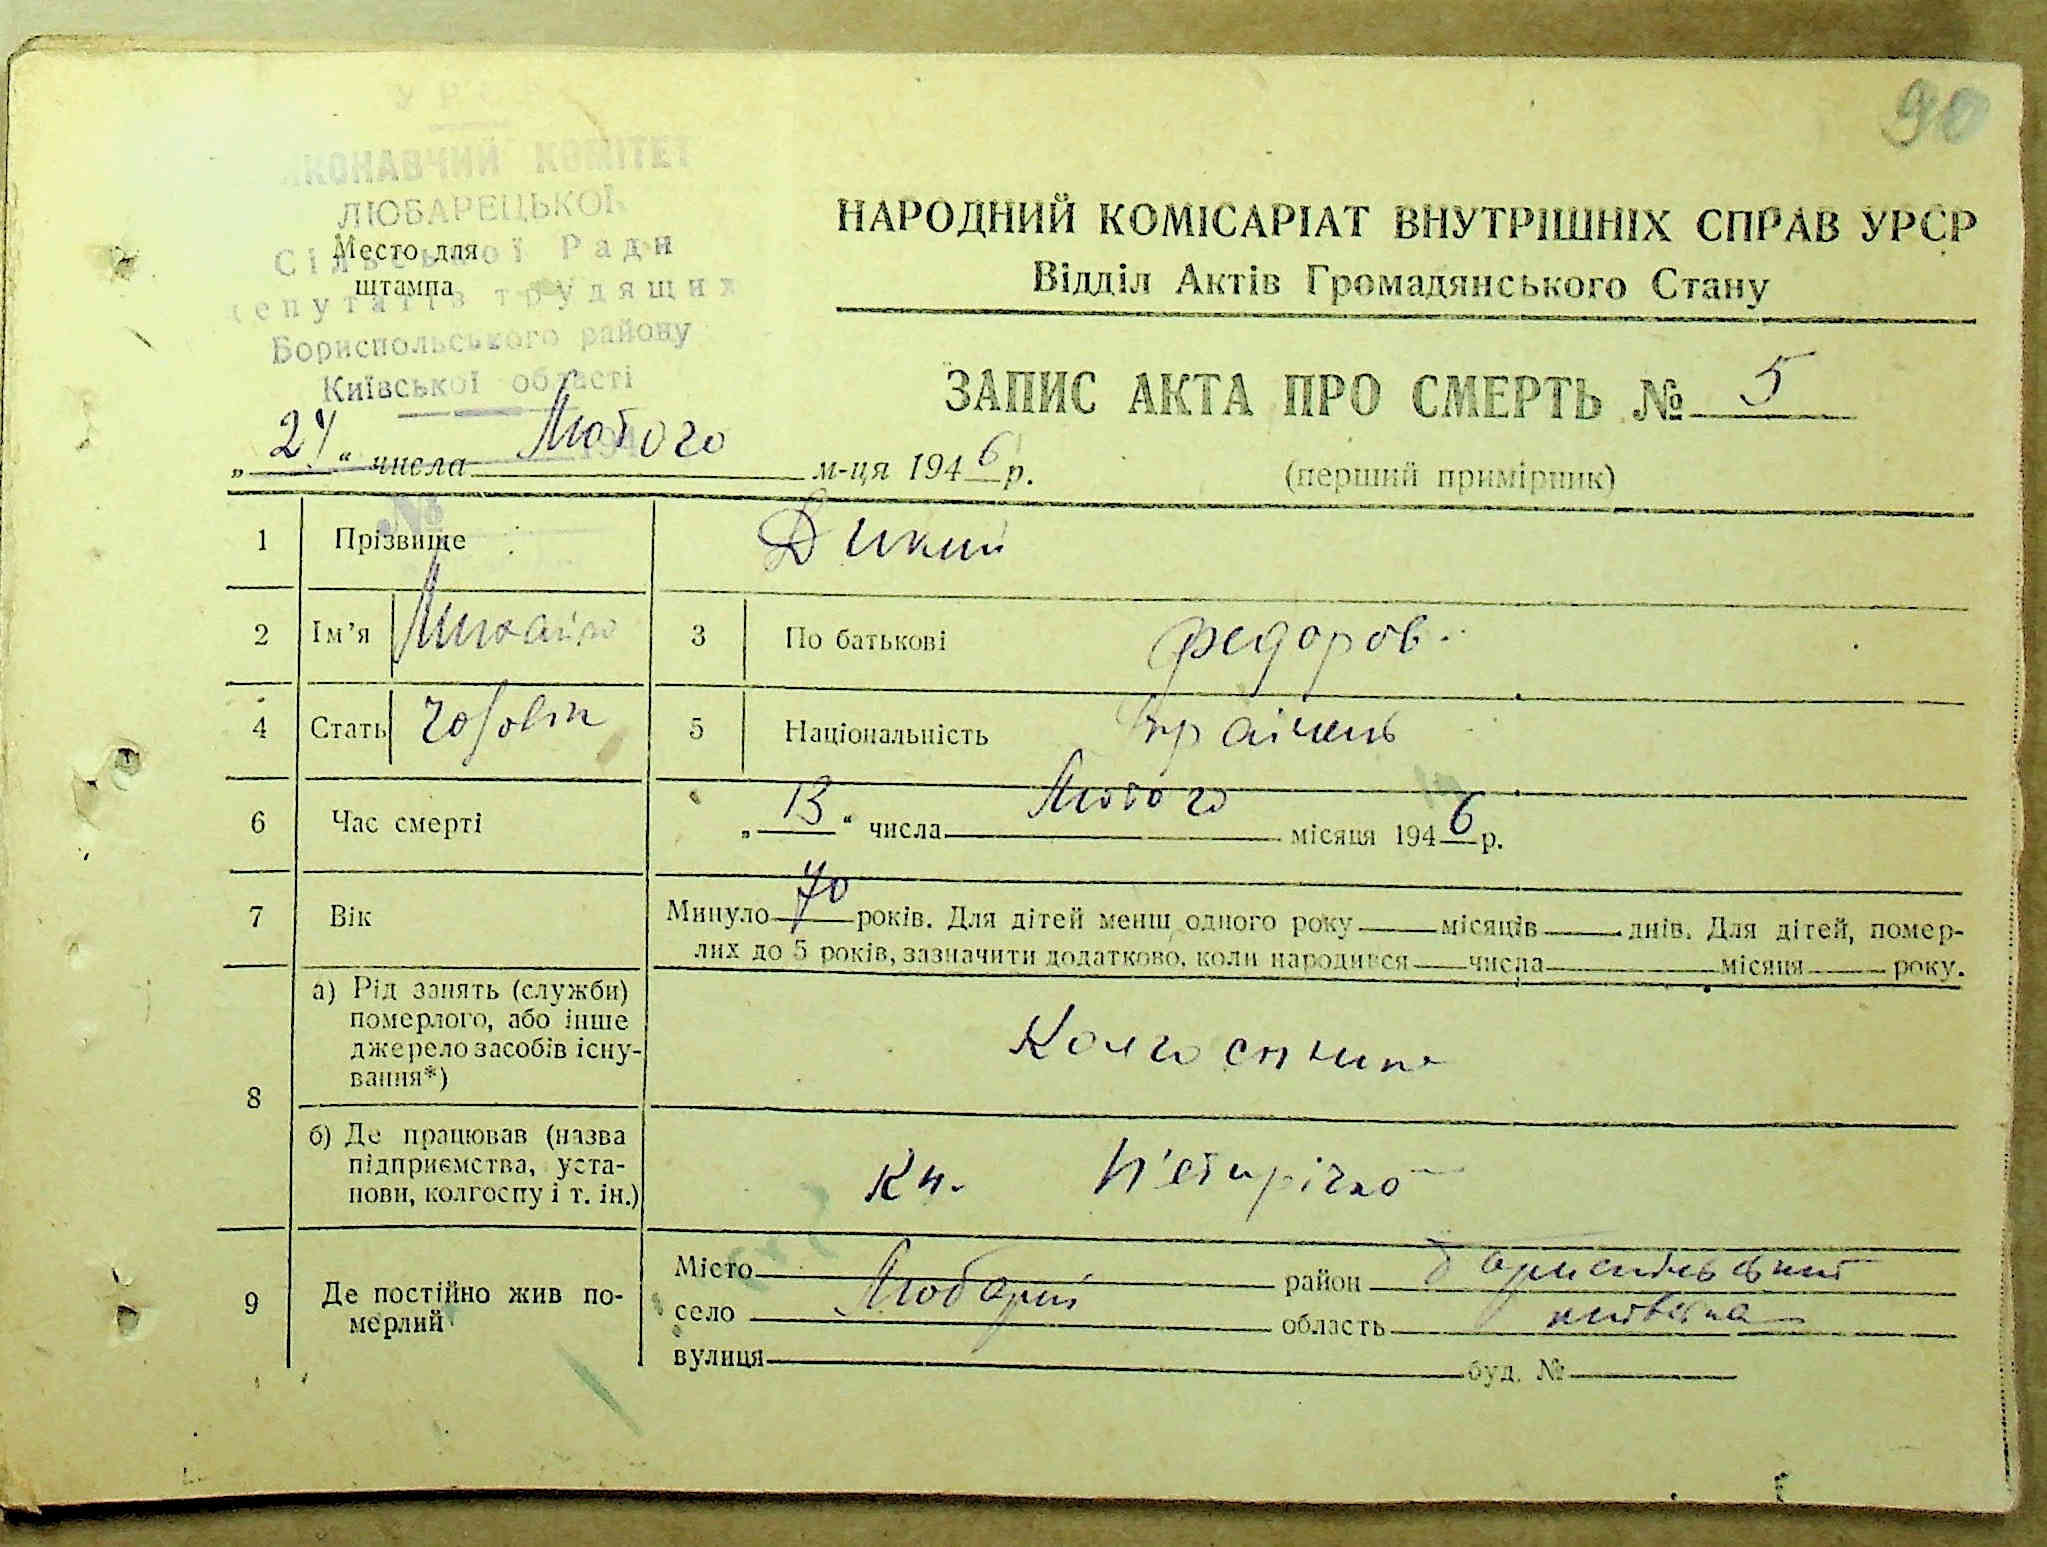 90
УРСР
ИКОНАВЧИЙ КОМІТЕТ
ЛЮБАРЕЦЬКОЇ
Сільської Ради
депутатів трудящих
Бориспольського району
Київської області
Место для
штампа
НАРОДНИЙ КОМІСАРІАТ ВНУТРІШНІХ СПРАВ УРСР
Відділ Актів Громадянського Стану
ЗАПИС АКТА ПРО СМЕРТЬ № 5
(перший примірник)
числа Лютого м-ця 1946 р.
№
1 Прізвище Дикий
2 Ім'я Михайло 3 По батькові Федоров.
4 Стать чоловік 5 Національність
6 Час смерті „13“ числа Лютого місяця 1946 р.
7 Вік Минуло 70 років. Для дітей менш одного року місяців днів. Для дітей, помер-
лих до 5 років, зазначити додатково, коли народився числа місяця року.
8 а) Рід занять (служби)
померлого, або інше
джерело засобів існу-
вання*)
Колгоспник
б) Де працював (назва
підприємства, уста-
нови, колгоспу і т. ін.)
9 Де постійно жив по-
мерлий
Місто район
село Любарці область
вулиця буд. №